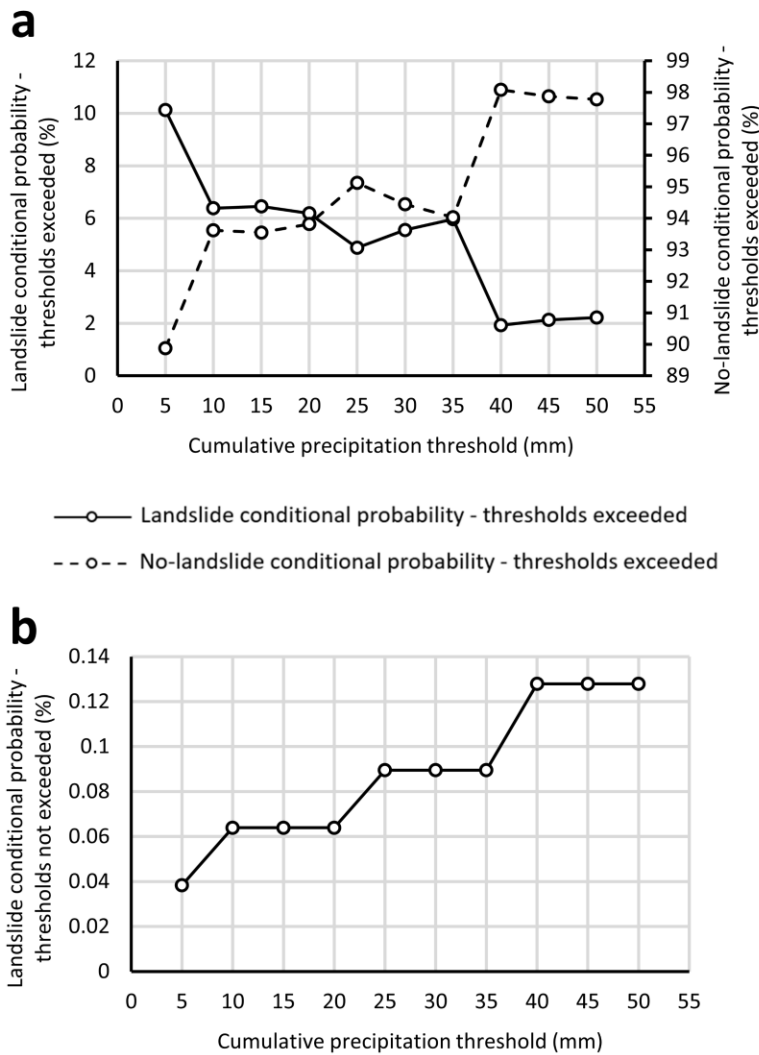 a
Landslide conditional probability -
thresholds exceeded (%)
12
10
8
6
4
2
0
99
98
97
96
95
94
93
92
91
90
89
No-landslide conditional probability -
thresholds exceeded (%)
0 5 10 15 20 25 30 35 40 45 50 55
Cumulative precipitation threshold (mm)
Landslide conditional probability - thresholds exceeded
No-landslide conditional probability - thresholds exceeded
b
Landslide conditional probability -
thresholds not exceeded (%)
0.14
0.12
0.1
0.08
0.06
0.04
0.02
0
0 5 10 15 20 25 30 35 40 45 50 55
Cumulative precipitation threshold (mm)